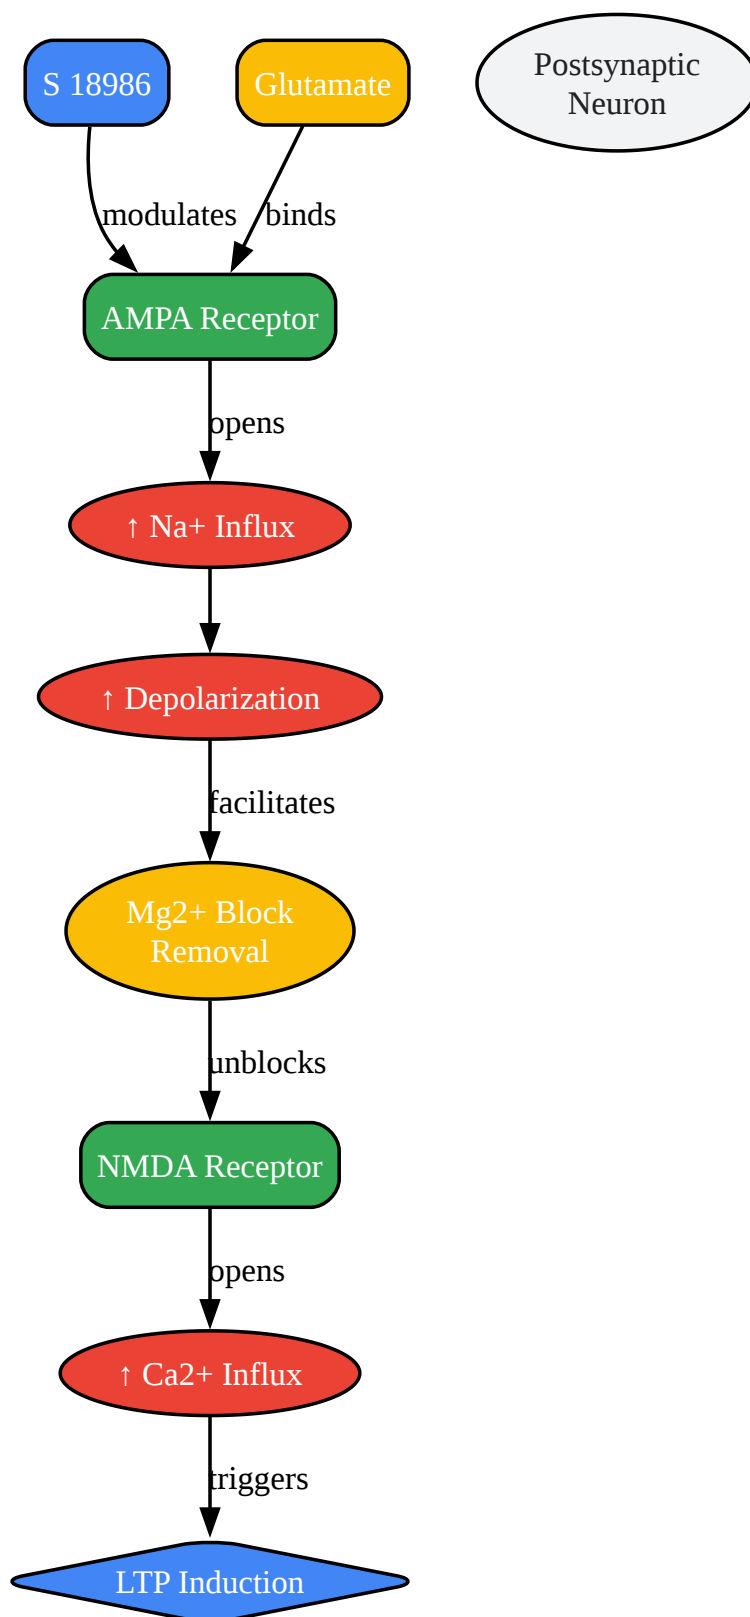 S 18986
Glutamate
Postsynaptic
Neuron
modulates
binds
AMPA Receptor
opens
↑ Na+ Influx
↑ Depolarization
facilitates
Mg2+ Block
Removal
unblocks
NMDA Receptor
opens
↑ Ca2+ Influx
triggers
LTP Induction